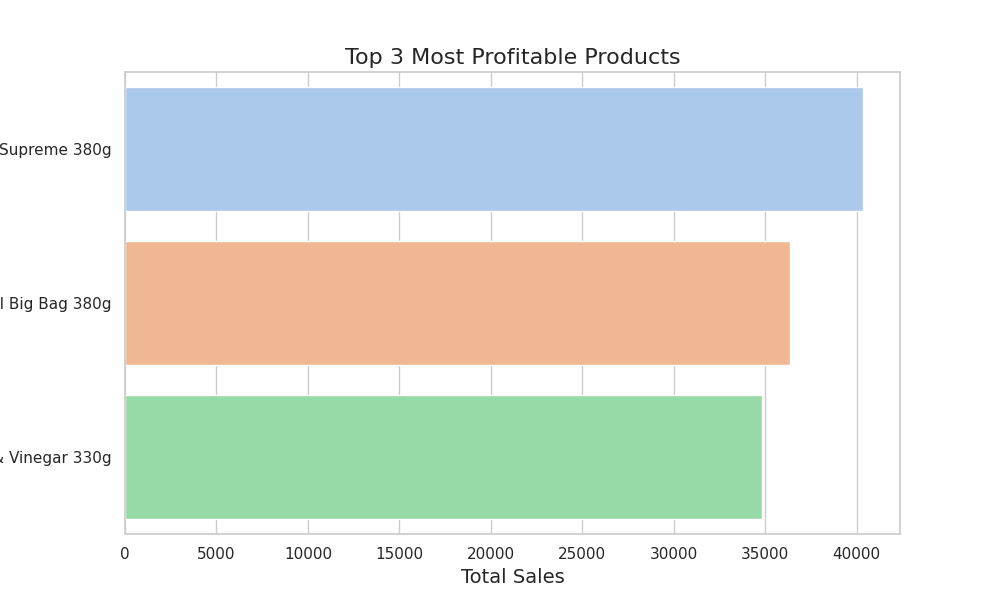 Top 3 Most Profitable Products
Supreme 380g
Big Bag 380g
& Vinegar 330g
0 5000 10000 15000 20000 25000 30000 35000 40000
Total Sales